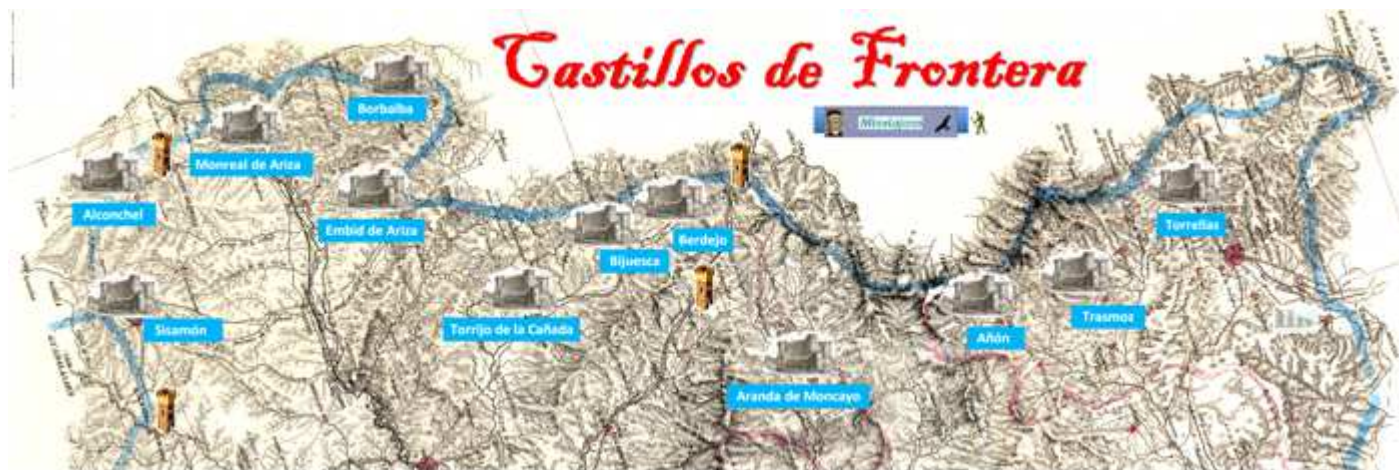 Castillos de Frontera
Borbalba
Mensajeros
Monreal de Ariza
Alconchel
Embid de Ariza
Torrellas
Berdejo
Bijuesca
Sisamón
Torrijo de la Cañada
Trasmoz
Añón
Aranda de Moncayo